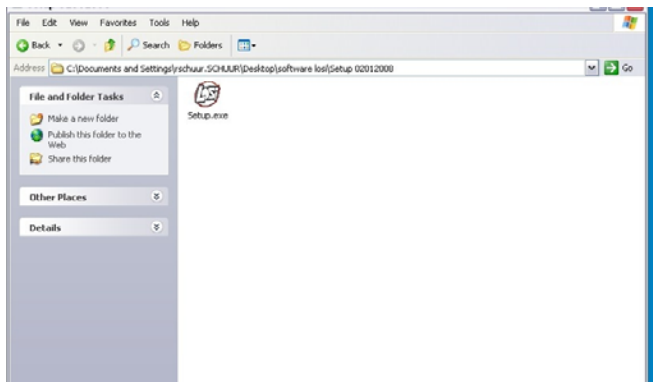 File Edit View Favorites Tools Help
Back Search Folders
Address C:\Documents and Settings\rschuur.SCHUUR\Desktop\software los\Setup 02012008 Go
File and Folder Tasks
Make a new folder
Publish this folder to the
Web
Share this folder
Other Places
Details
Setup.exe